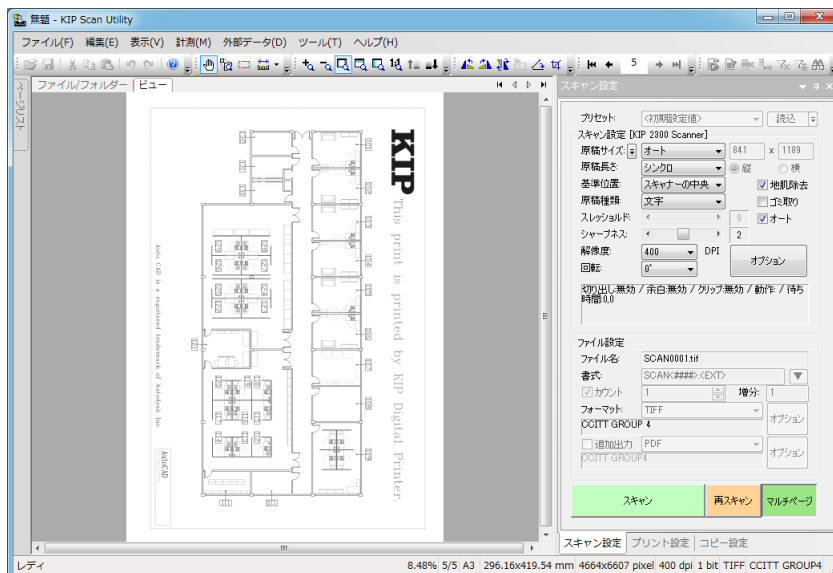 無題 - KIP Scan Utility
ファイル(F) 編集(E) 表示(V) 計測(M) 外部データ(D) ツール(T) ヘルプ(H)
5
ページリスト
ファイル/フォルダー ビュー
スキャン設定
KIP
This print is printed by KIP Digital Printer.
Auto CAD is a registered trademark of Autodesk Inc.
AutoCAD
プリセット: <初期設定値> 読込
スキャン設定 [KIP 2300 Scanner]
原稿サイズ: オート 841 x 1189
原稿長さ: シンクロ 縦 横
基準位置: スキャナーの中央 地肌除去
原稿種類: 文字 ゴミ取り
スレッショルド: 9 オート
シャープネス: 2
解像度: 400 DPI オプション
回転: 0°
切り出し:無効 / 余白:無効 / クリップ:無効 / 動作: / 待ち
時間:0.0
ファイル設定
ファイル名: SCAN0001.tif
書式: SCAN<####>.<EXT>
カウント 1 増分: 1
フォーマット: TIFF オプション
CCITT GROUP 4
追加出力 PDF オプション
CCITT GROUP4
スキャン 再スキャン マルチページ
スキャン設定 プリント設定 コピー設定
レディ 8.48% 5/5 A3 296.16x419.54 mm 4664x6607 pixel 400 dpi 1 bit TIFF CCITT GROUP4